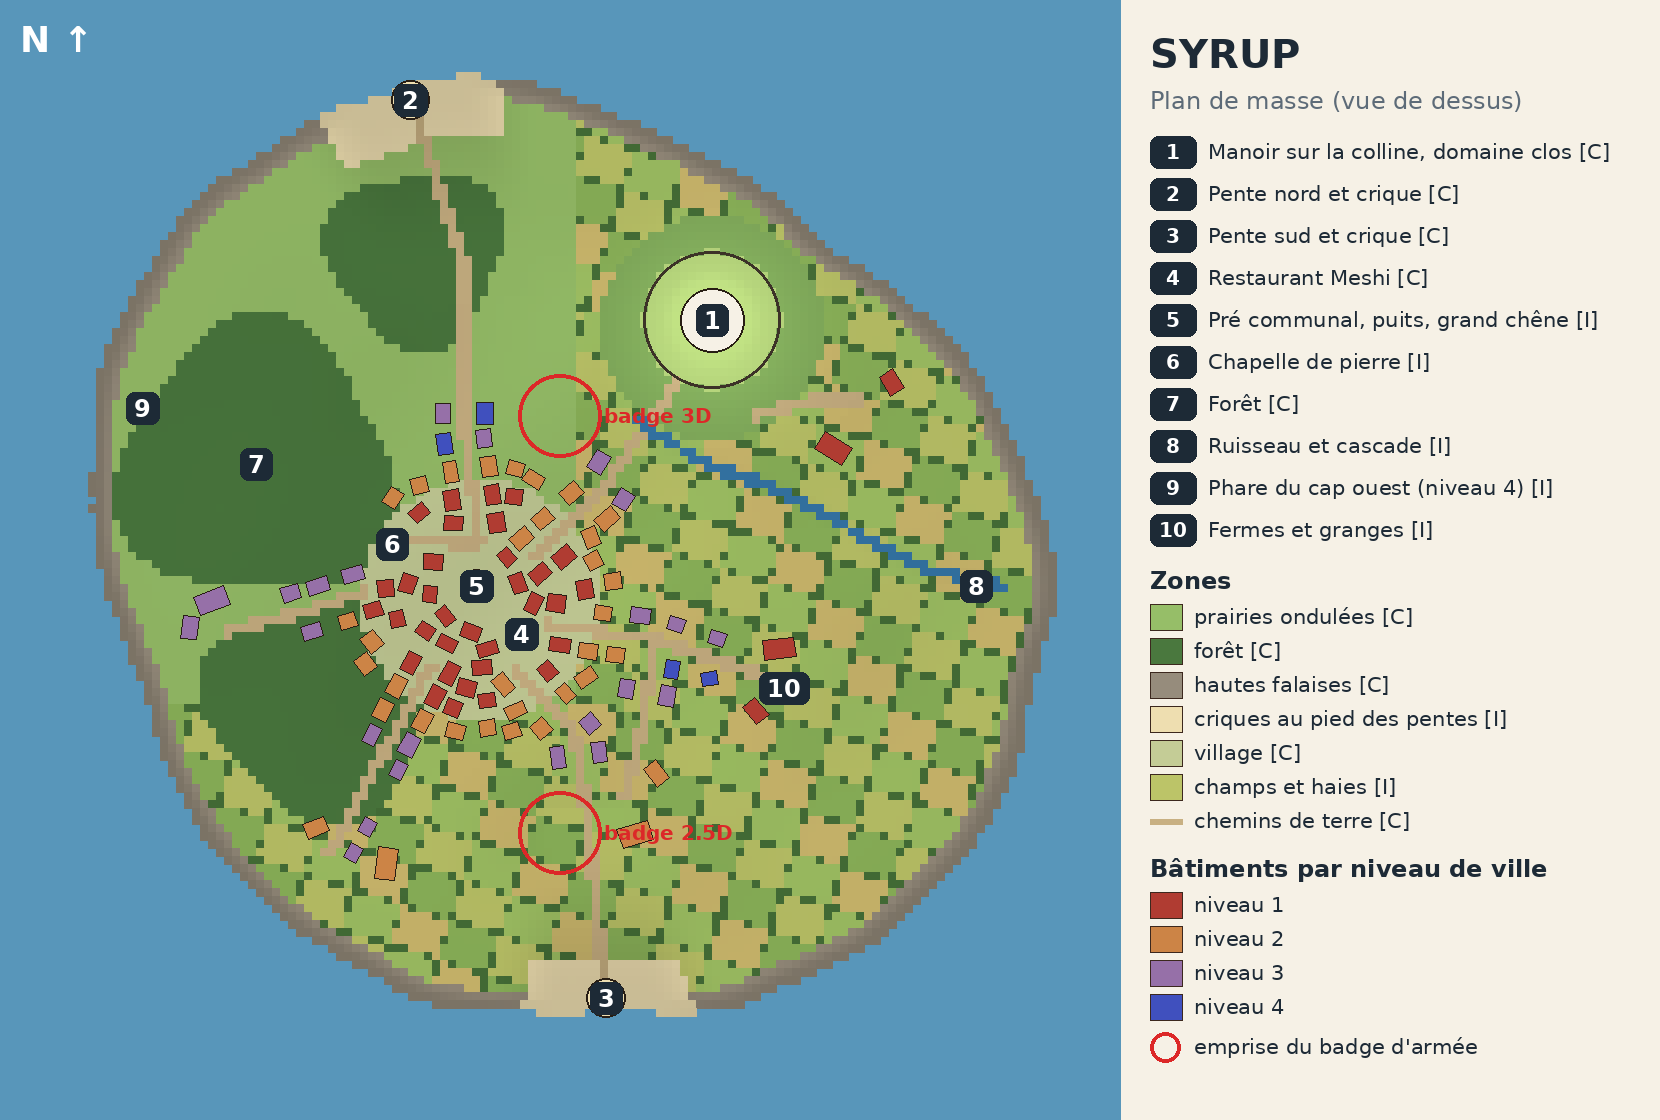 N ↑
2
1
9
7
6
5
4
8
10
3
badge 3D
badge 2.5D
SYRUP
Plan de masse (vue de dessus)
1 Manoir sur la colline, domaine clos [C]
2 Pente nord et crique [C]
3 Pente sud et crique [C]
4 Restaurant Meshi [C]
5 Pré communal, puits, grand chêne [I]
6 Chapelle de pierre [I]
7 Forêt [C]
8 Ruisseau et cascade [I]
9 Phare du cap ouest (niveau 4) [I]
10 Fermes et granges [I]
Zones
prairies ondulées [C]
forêt [C]
hautes falaises [C]
criques au pied des pentes [I]
village [C]
champs et haies [I]
chemins de terre [C]
Bâtiments par niveau de ville
niveau 1
niveau 2
niveau 3
niveau 4
emprise du badge d'armée